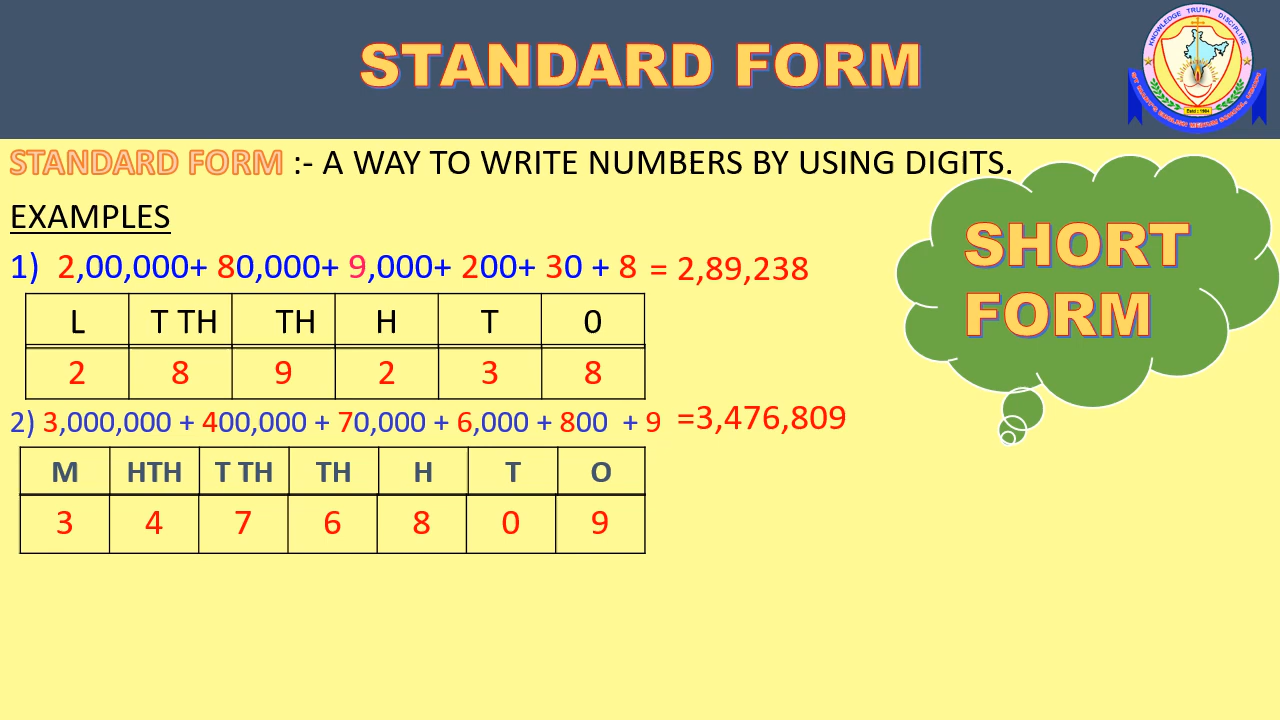 STANDARD FORM
KNOWLEDGE TRUTH DISCIPLINE
Estd : 1984
STANDARD FORM :- A WAY TO WRITE NUMBERS BY USING DIGITS.
EXAMPLES
SHORT
FORM
1) 2,00,000+ 80,000+ 9,000+ 200+ 30 + 8 = 2,89,238
L T TH TH H T 0
2 8 9 2 3 8
2) 3,000,000 + 400,000 + 70,000 + 6,000 + 800 + 9 =3,476,809
M HTH T TH TH H T O
3 4 7 6 8 0 9